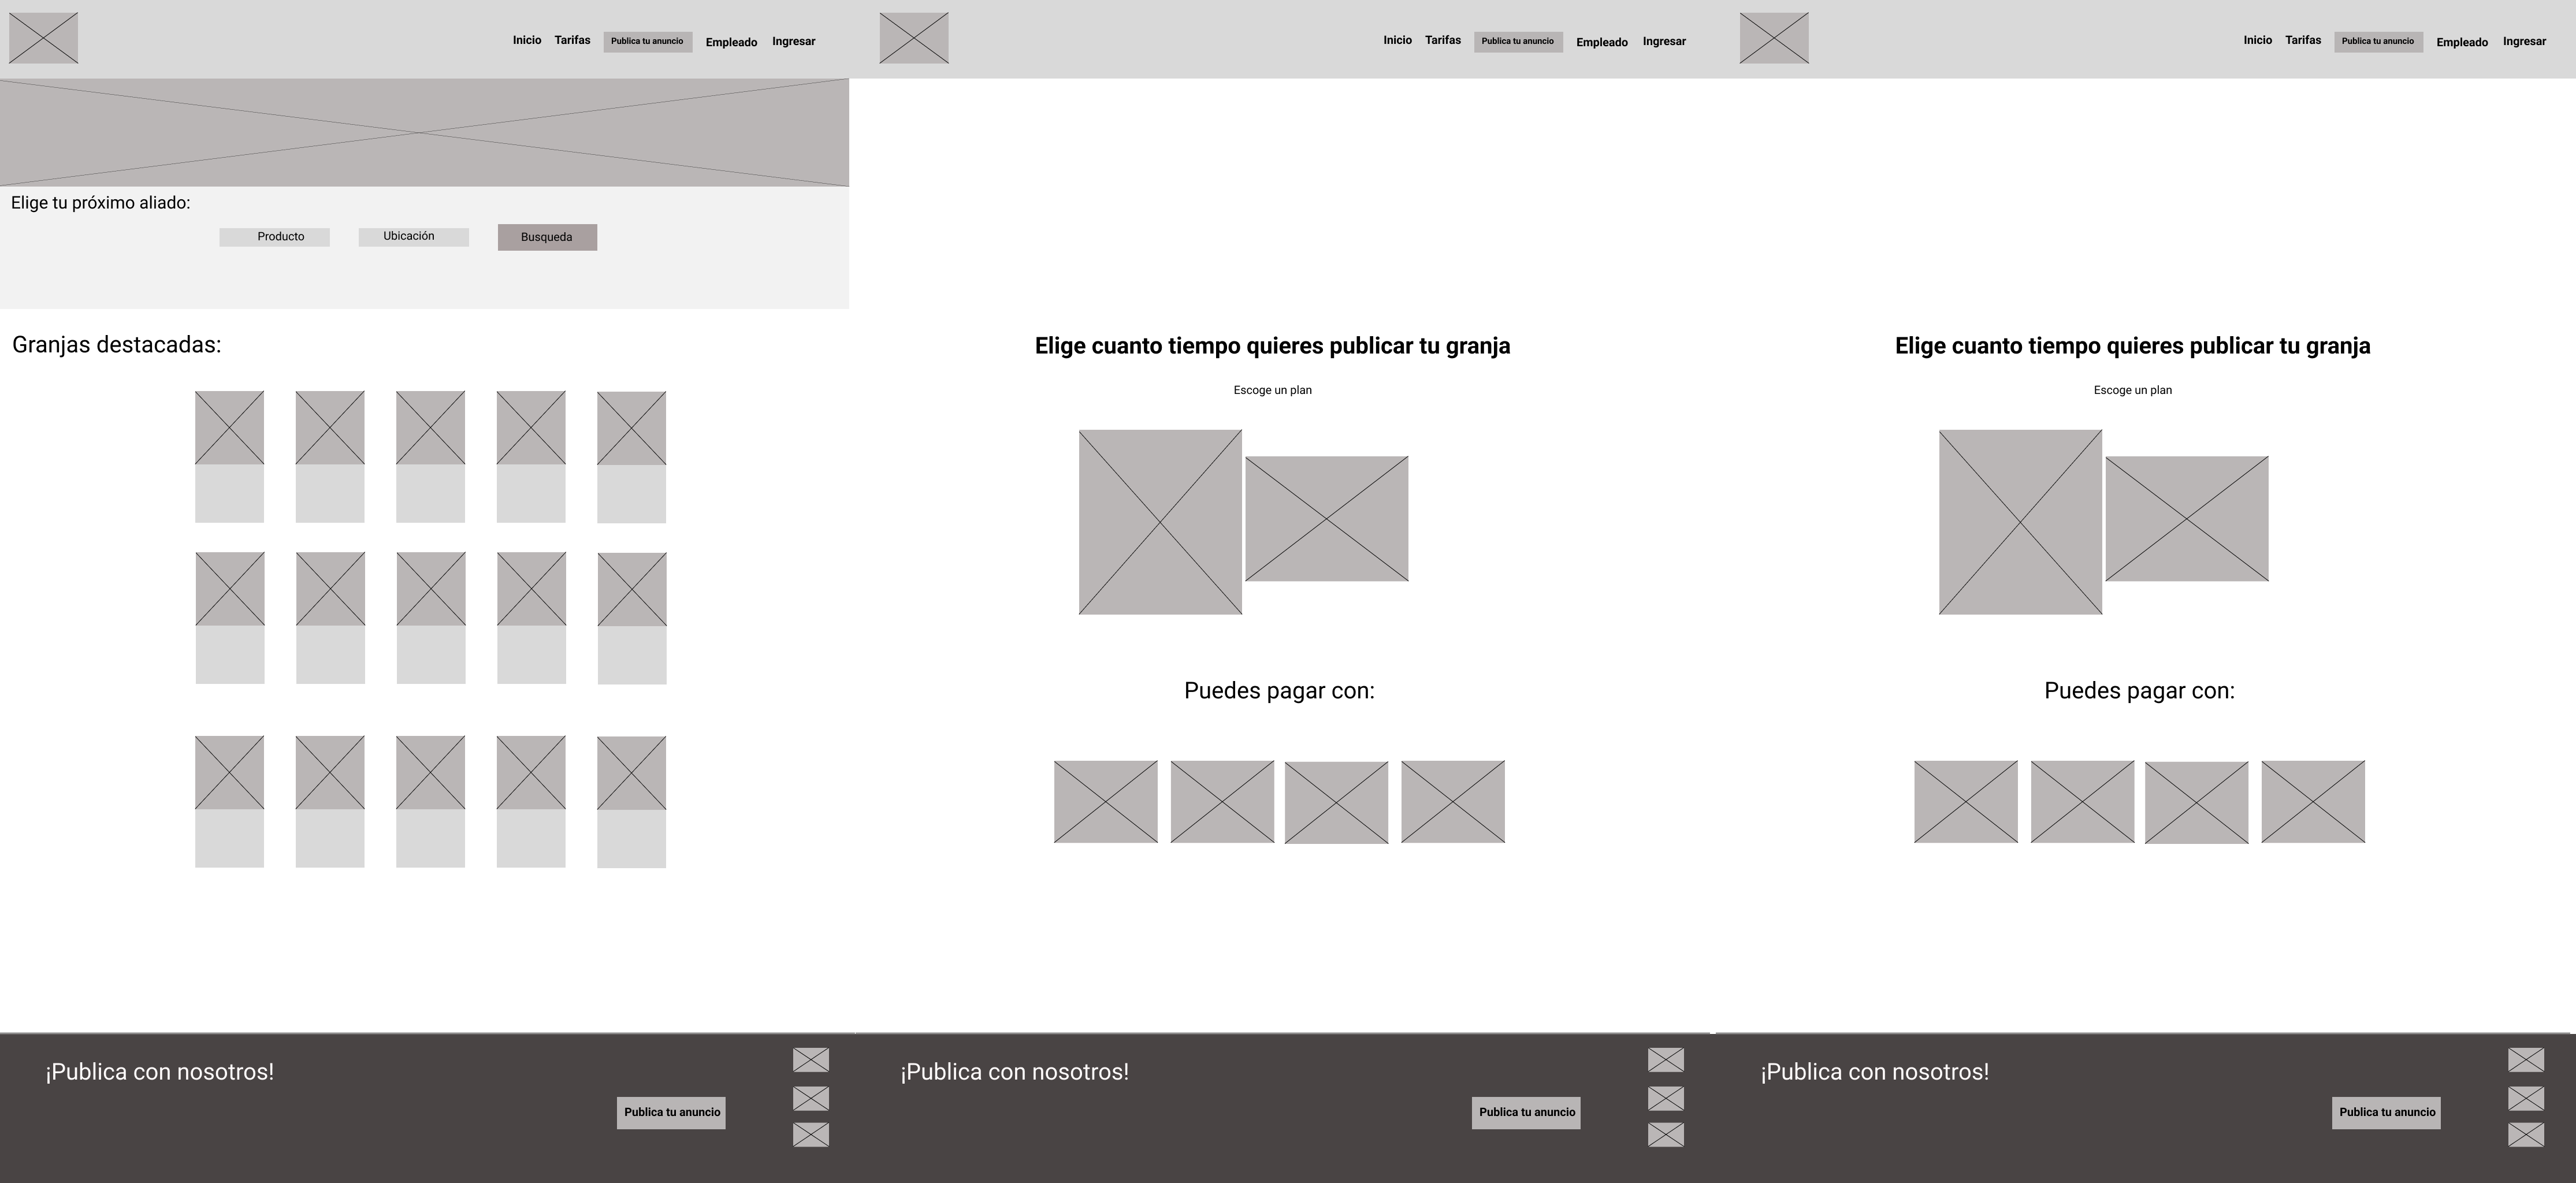 Inicio Tarifas Publica tu anuncio Empleado Ingresar
Elige tu próximo aliado:
Producto Ubicación Busqueda
Granjas destacadas:
¡Publica con nosotros!
Publica tu anuncio
Inicio Tarifas Publica tu anuncio Empleado Ingresar
Elige cuanto tiempo quieres publicar tu granja
Escoge un plan
Puedes pagar con:
¡Publica con nosotros!
Publica tu anuncio
Inicio Tarifas Publica tu anuncio Empleado Ingresar
Elige cuanto tiempo quieres publicar tu granja
Escoge un plan
Puedes pagar con:
¡Publica con nosotros!
Publica tu anuncio